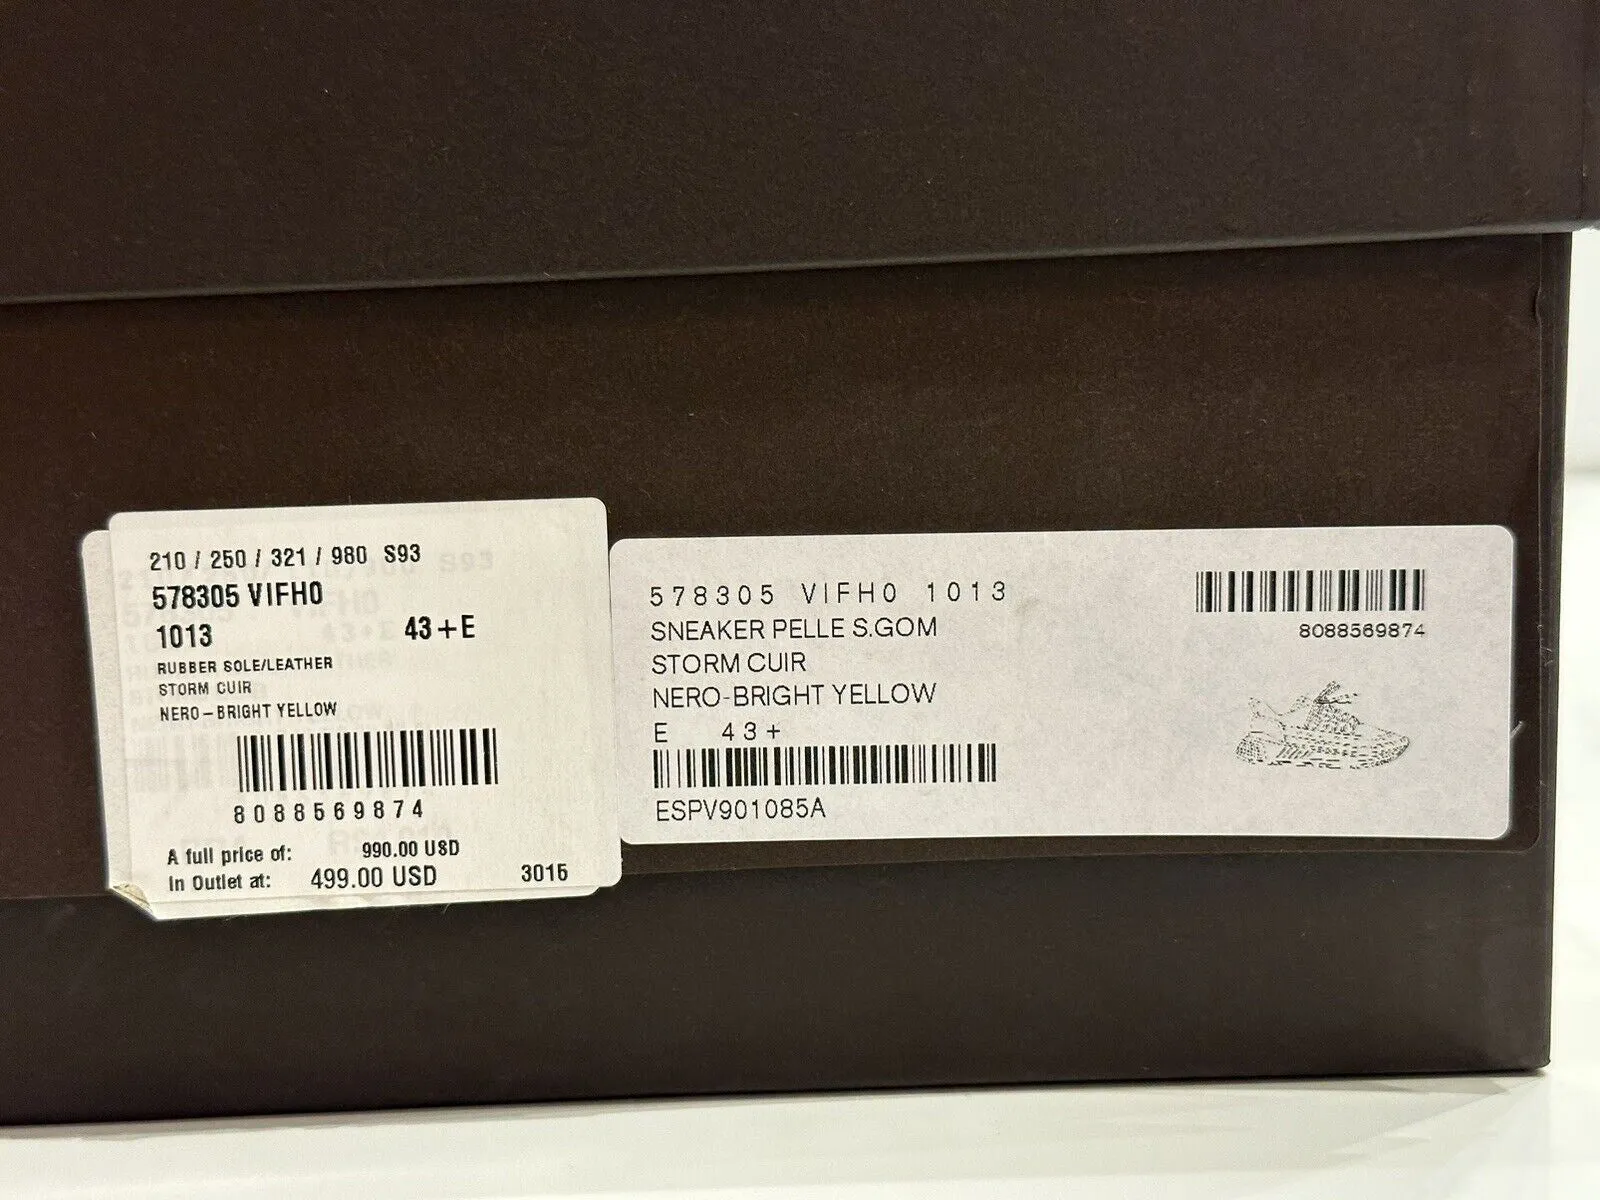 210 / 250 / 321 / 980 S93
578305 VIFH0
1013 43+E
RUBBER SOLE/LEATHER
STORM CUIR
NERO-BRIGHT YELLOW
8088569874
A full price of: 990.00 USD
In Outlet at: 499.00 USD 3015
578305 VIFH0 1013
SNEAKER PELLE S.GOM
STORM CUIR
NERO-BRIGHT YELLOW
E 43+
ESPV901085A
8088569874